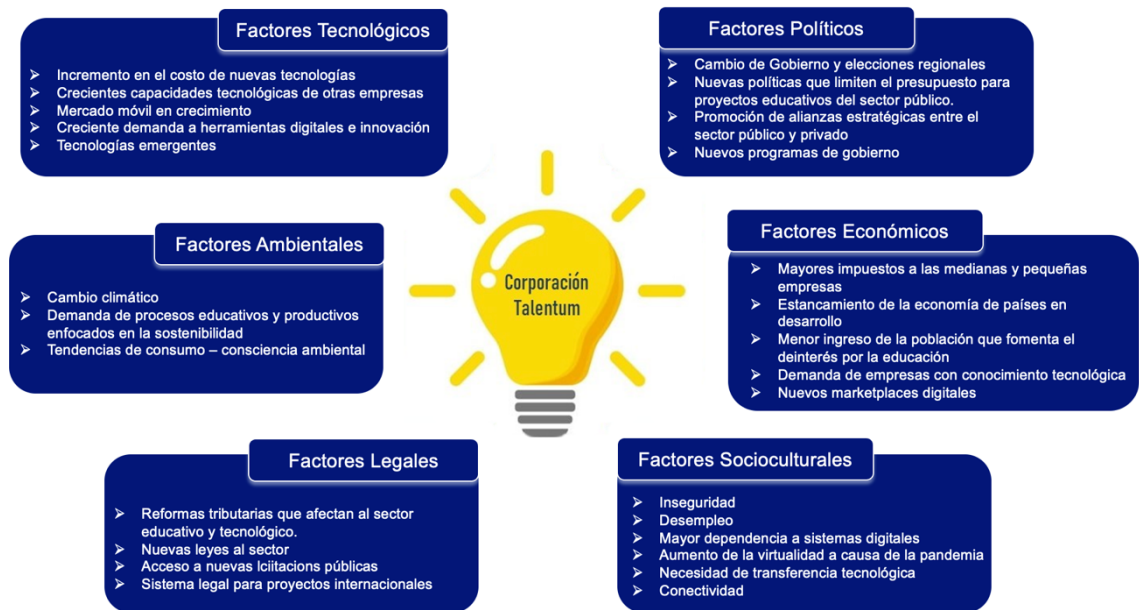 Factores Tecnológicos
Incremento en el costo de nuevas tecnologías
Crecientes capacidades tecnológicas de otras empresas
Mercado móvil en crecimiento
Creciente demanda a herramientas digitales e innovación
Tecnologías emergentes
Factores Políticos
Cambio de Gobierno y elecciones regionales
Nuevas políticas que limiten el presupuesto para
proyectos educativos del sector público.
Promoción de alianzas estratégicas entre el
sector público y privado
Nuevos programas de gobierno
Factores Ambientales
Cambio climático
Demanda de procesos educativos y productivos
enfocados en la sostenibilidad
Tendencias de consumo – consciencia ambiental
Corporación
Talentum
Factores Económicos
Mayores impuestos a las medianas y pequeñas
empresas
Estancamiento de la economía de países en
desarrollo
Menor ingreso de la población que fomenta el
deinterés por la educación
Demanda de empresas con conocimiento tecnológica
Nuevos marketplaces digitales
Factores Legales
Reformas tributarias que afectan al sector
educativo y tecnológico.
Nuevas leyes al sector
Acceso a nuevas lciitacions públicas
Sistema legal para proyectos internacionales
Factores Socioculturales
Inseguridad
Desempleo
Mayor dependencia a sistemas digitales
Aumento de la virtualidad a causa de la pandemia
Necesidad de transferencia tecnológica
Conectividad